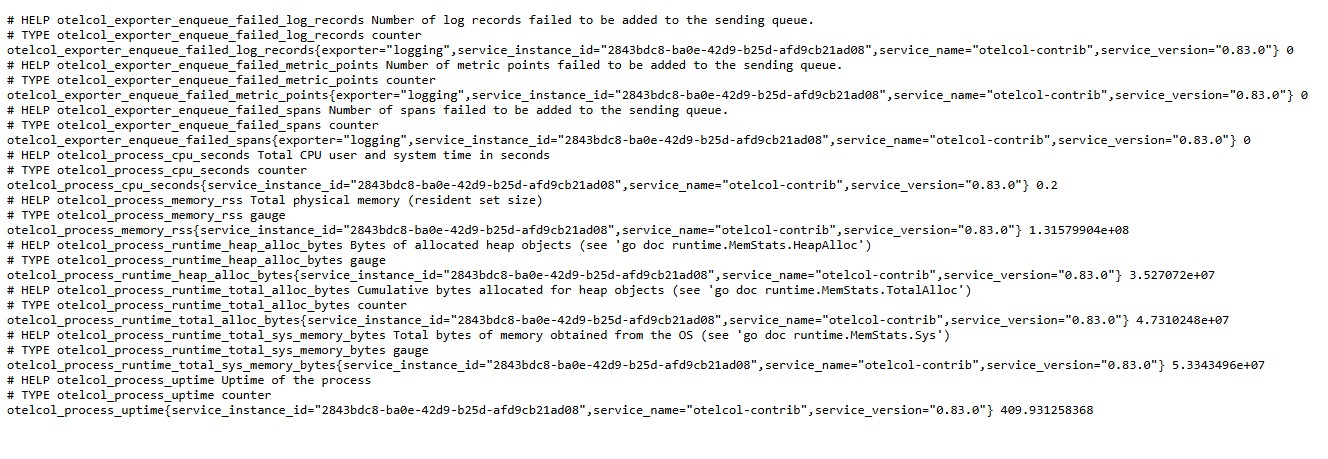 # HELP otelcol_exporter_enqueue_failed_log_records Number of log records failed to be added to the sending queue.
# TYPE otelcol_exporter_enqueue_failed_log_records counter
otelcol_exporter_enqueue_failed_log_records{exporter="logging",service_instance_id="2843bdc8-ba0e-42d9-b25d-afd9cb21ad08",service_name="otelcol-contrib",service_version="0.83.0"} 0
# HELP otelcol_exporter_enqueue_failed_metric_points Number of metric points failed to be added to the sending queue.
# TYPE otelcol_exporter_enqueue_failed_metric_points counter
otelcol_exporter_enqueue_failed_metric_points{exporter="logging",service_instance_id="2843bdc8-ba0e-42d9-b25d-afd9cb21ad08",service_name="otelcol-contrib",service_version="0.83.0"} 0
# HELP otelcol_exporter_enqueue_failed_spans Number of spans failed to be added to the sending queue.
# TYPE otelcol_exporter_enqueue_failed_spans counter
otelcol_exporter_enqueue_failed_spans{exporter="logging",service_instance_id="2843bdc8-ba0e-42d9-b25d-afd9cb21ad08",service_name="otelcol-contrib",service_version="0.83.0"} 0
# HELP otelcol_process_cpu_seconds Total CPU user and system time in seconds
# TYPE otelcol_process_cpu_seconds counter
otelcol_process_cpu_seconds{service_instance_id="2843bdc8-ba0e-42d9-b25d-afd9cb21ad08",service_name="otelcol-contrib",service_version="0.83.0"} 0.2
# HELP otelcol_process_memory_rss Total physical memory (resident set size)
# TYPE otelcol_process_memory_rss gauge
otelcol_process_memory_rss{service_instance_id="2843bdc8-ba0e-42d9-b25d-afd9cb21ad08",service_name="otelcol-contrib",service_version="0.83.0"} 1.31579904e+08
# HELP otelcol_process_runtime_heap_alloc_bytes Bytes of allocated heap objects (see 'go doc runtime.MemStats.HeapAlloc')
# TYPE otelcol_process_runtime_heap_alloc_bytes gauge
otelcol_process_runtime_heap_alloc_bytes{service_instance_id="2843bdc8-ba0e-42d9-b25d-afd9cb21ad08",service_name="otelcol-contrib",service_version="0.83.0"} 3.527072e+07
# HELP otelcol_process_runtime_total_alloc_bytes Cumulative bytes allocated for heap objects (see 'go doc runtime.MemStats.TotalAlloc')
# TYPE otelcol_process_runtime_total_alloc_bytes counter
otelcol_process_runtime_total_alloc_bytes{service_instance_id="2843bdc8-ba0e-42d9-b25d-afd9cb21ad08",service_name="otelcol-contrib",service_version="0.83.0"} 4.7310248e+07
# HELP otelcol_process_runtime_total_sys_memory_bytes Total bytes of memory obtained from the OS (see 'go doc runtime.MemStats.Sys')
# TYPE otelcol_process_runtime_total_sys_memory_bytes gauge
otelcol_process_runtime_total_sys_memory_bytes{service_instance_id="2843bdc8-ba0e-42d9-b25d-afd9cb21ad08",service_name="otelcol-contrib",service_version="0.83.0"} 5.3343496e+07
# HELP otelcol_process_uptime Uptime of the process
# TYPE otelcol_process_uptime counter
otelcol_process_uptime{service_instance_id="2843bdc8-ba0e-42d9-b25d-afd9cb21ad08",service_name="otelcol-contrib",service_version="0.83.0"} 409.931258368